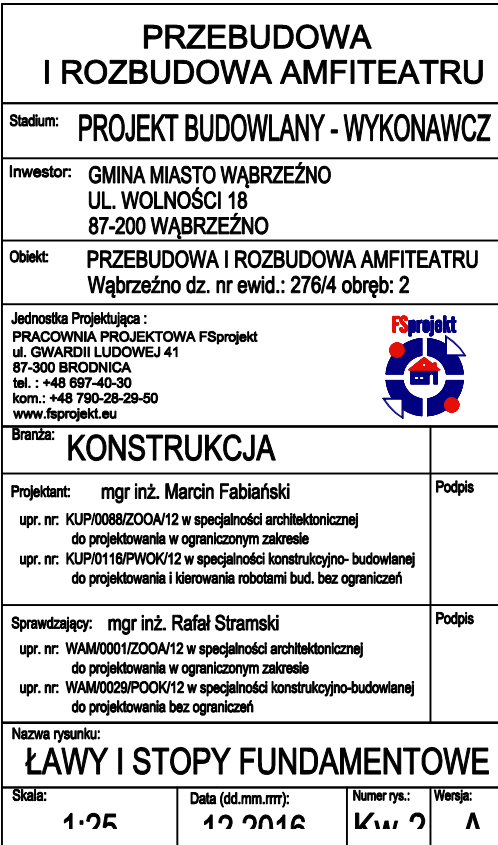 PRZEBUDOWA
I ROZBUDOWA AMFITEATRU
Stadium: PROJEKT BUDOWLANY - WYKONAWCZ
Inwestor: GMINA MIASTO WĄBRZEŹNO
UL. WOLNOŚCI 18
87-200 WĄBRZEŹNO
Obiekt: PRZEBUDOWA I ROZBUDOWA AMFITEATRU
Wąbrzeźno dz. nr ewid.: 276/4 obręb: 2
Jednostka Projektująca :
PRACOWNIA PROJEKTOWA FSprojekt
ul. GWARDII LUDOWEJ 41
87-300 BRODNICA
tel. : +48 697-40-30
kom.: +48 790-28-29-50
www.fsprojekt.eu
FSprojekt
Branża: KONSTRUKCJA
Projektant: mgr inż. Marcin Fabiański Podpis
upr. nr: KUP/0088/ZOOA/12 w specjalności architektonicznej
do projektowania w ograniczonym zakresie
upr. nr: KUP/0116/PWOK/12 w specjalności konstrukcyjno- budowlanej
do projektowania i kierowania robotami bud. bez ograniczeń
Sprawdzający: mgr inż. Rafał Stramski Podpis
upr. nr: WAM/0001/ZOOA/12 w specjalności architektonicznej
do projektowania w ograniczonym zakresie
upr. nr: WAM/0029/POOK/12 w specjalności konstrukcyjno-budowlanej
do projektowania bez ograniczeń
Nazwa rysunku:
ŁAWY I STOPY FUNDAMENTOWE
Skala: Data (dd.mm.rrrr): Numer rys.: Wersja:
1:25 12.2016 Kw-2 A